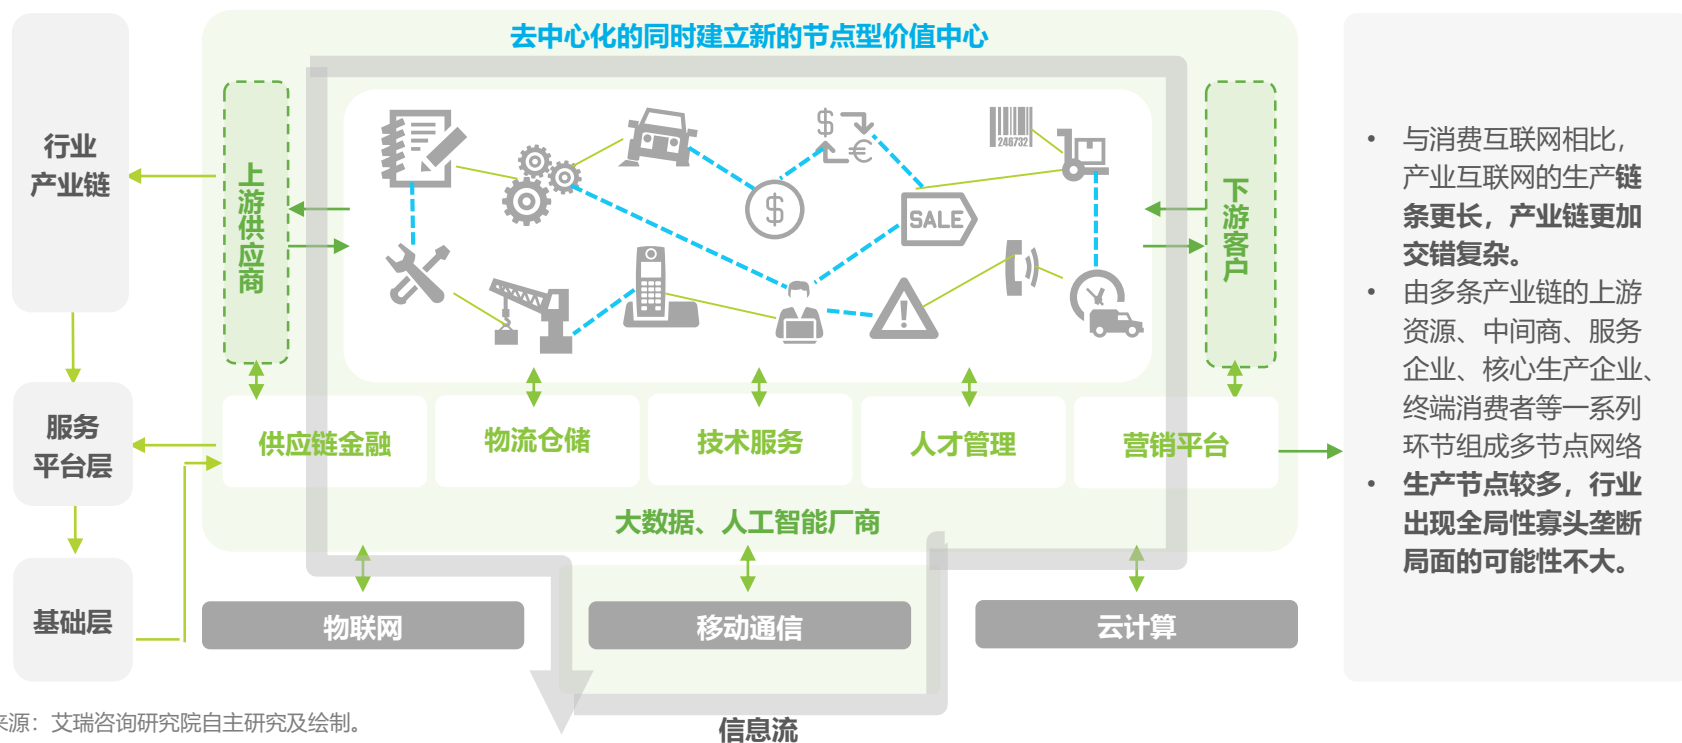 去中心化的同时建立新的节点型价值中心
行业
产业链
上游供应商
$
€
246732
$
SALE
下游客户
服务
平台层
供应链金融
物流仓储
技术服务
人才管理
营销平台
大数据、人工智能厂商
基础层
物联网
移动通信
云计算
信息流
• 与消费互联网相比，
产业互联网的生产链
条更长，产业链更加
交错复杂。
• 由多条产业链的上游
资源、中间商、服务
企业、核心生产企业、
终端消费者等一系列
环节组成多节点网络
• 生产节点较多，行业
出现全局性寡头垄断
局面的可能性不大。
来源：艾瑞咨询研究院自主研究及绘制。